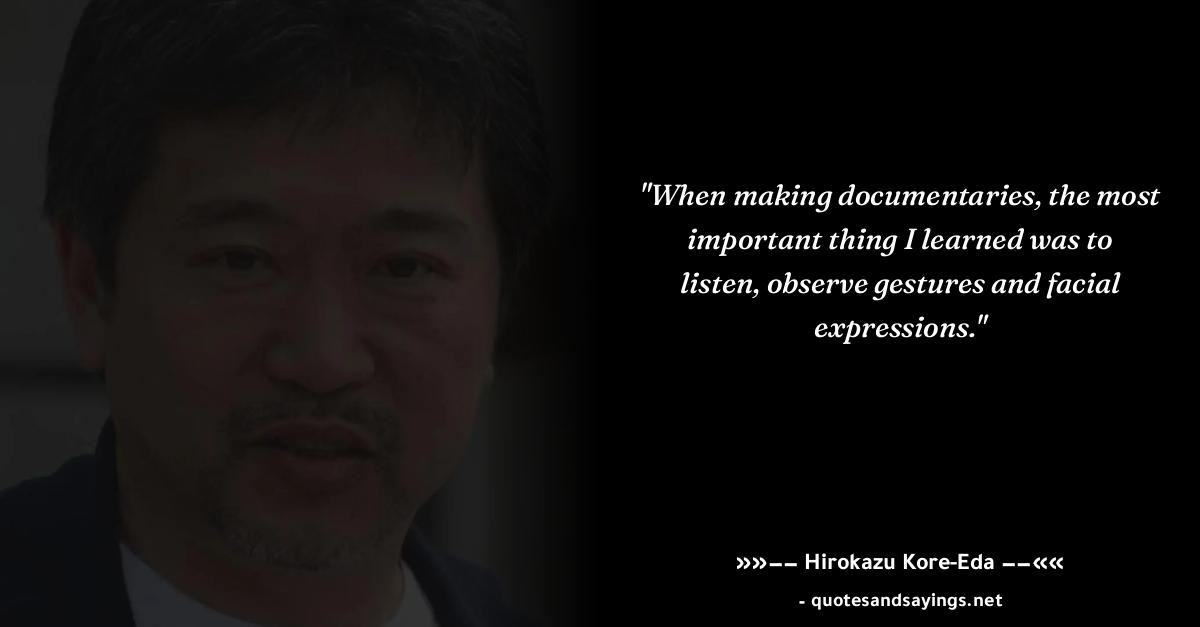 "When making documentaries, the most
important thing I learned was to
listen, observe gestures and facial
expressions."
»»–– Hirokazu Kore-Eda ––««
- quotesandsayings.net